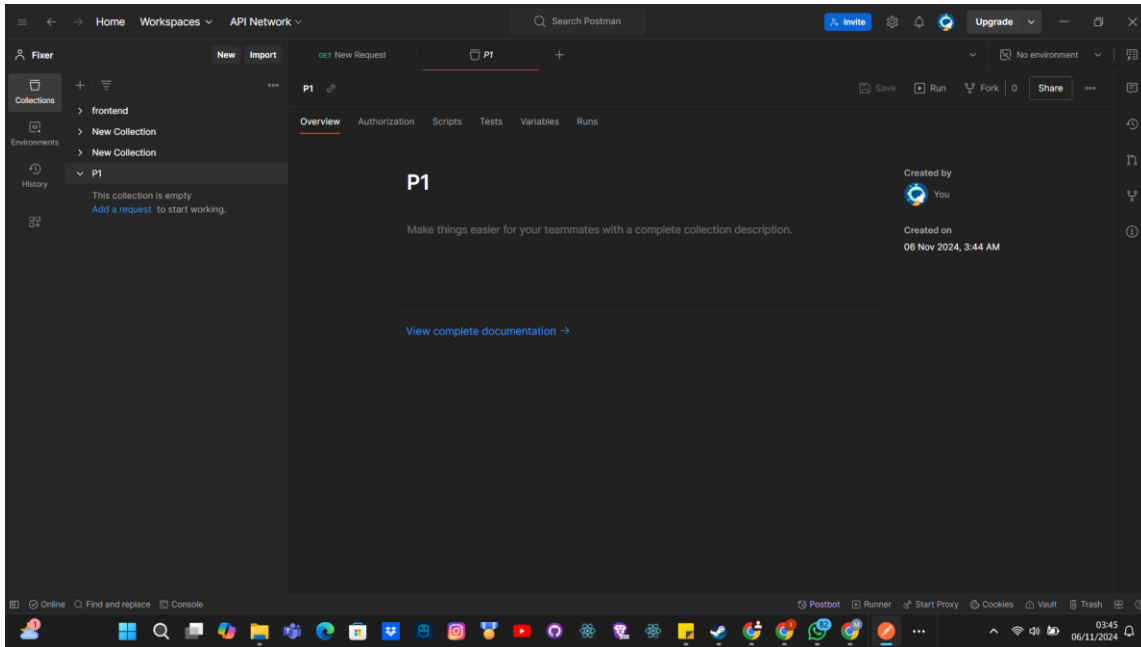 Home Workspaces API Network Search Postman Invite Upgrade
Fixer New Import GET New Request P1 No environment
Collections
Environments
History
frontend
New Collection
New Collection
P1
This collection is empty
Add a request to start working.
P1 Save Run Fork 0 Share
Overview Authorization Scripts Tests Variables Runs
P1
Make things easier for your teammates with a complete collection description.
View complete documentation →
Created by
You
Created on
06 Nov 2024, 3:44 AM
Online Find and replace Console Postbot Runner Start Proxy Cookies Vault Trash
1 82 03:45
06/11/2024